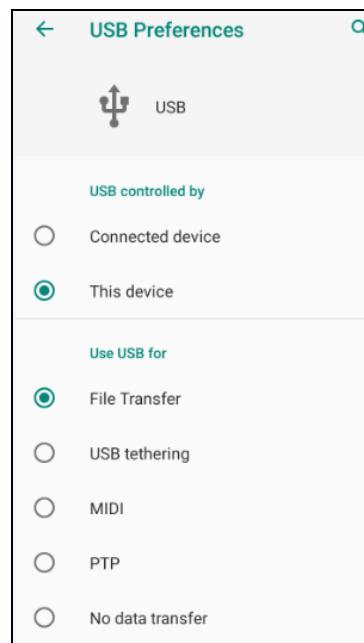 USB Preferences
USB
USB controlled by
Connected device
This device
Use USB for
File Transfer
USB tethering
MIDI
PTP
No data transfer